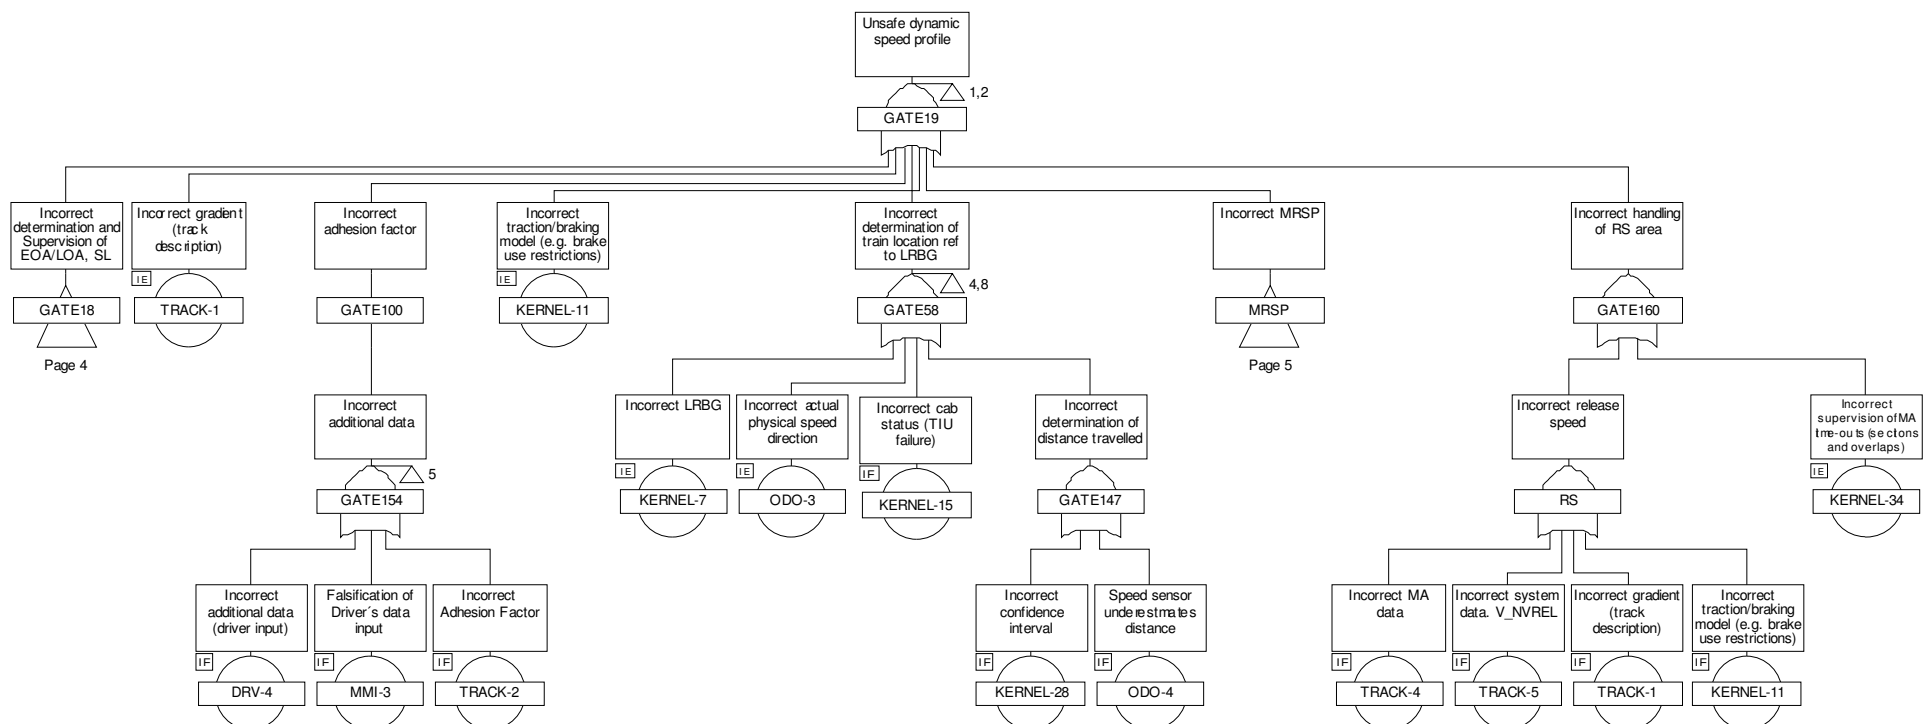 Unsafe dynamic
speed profile
1,2
GATE19
Incorrect
determination and
Supervision of
EOA/LOA, SL
GATE18
Page 4
Incorrect gradient
(track
description)
IE
TRACK-1
Incorrect
adhesion factor
GATE100
Incorrect
traction/braking
model (e.g. brake
use restrictions)
IE
KERNEL-11
Incorrect
determination of
train location ref
to LRBG
4,8
GATE58
Incorrect MRSP
MRSP
Page 5
Incorrect handling
of RS area
GATE160
Incorrect
additional data
5
GATE154
Incorrect LRBG
IE
KERNEL-7
Incorrect actual
physical speed
direction
IE
ODO-3
Incorrect cab
status (TIU
failure)
IF
KERNEL-15
Incorrect
determination of
distance travelled
GATE147
Incorrect release
speed
RS
Incorrect
supervision of MA
time-outs (sections
and overlaps)
IE
KERNEL-34
Incorrect
additional data
(driver input)
IF
DRV-4
Falsification of
Driver´s data
input
IF
MMI-3
Incorrect
Adhesion Factor
IF
TRACK-2
Incorrect
confidence
interval
IF
KERNEL-28
Speed sensor
underestmates
distance
IF
ODO-4
Incorrect MA
data
IF
TRACK-4
Incorrect system
data. V_NVREL
IF
TRACK-5
Incorrect gradient
(track
description)
IF
TRACK-1
Incorrect
traction/braking
model (e.g. brake
use restrictions)
IF
KERNEL-11